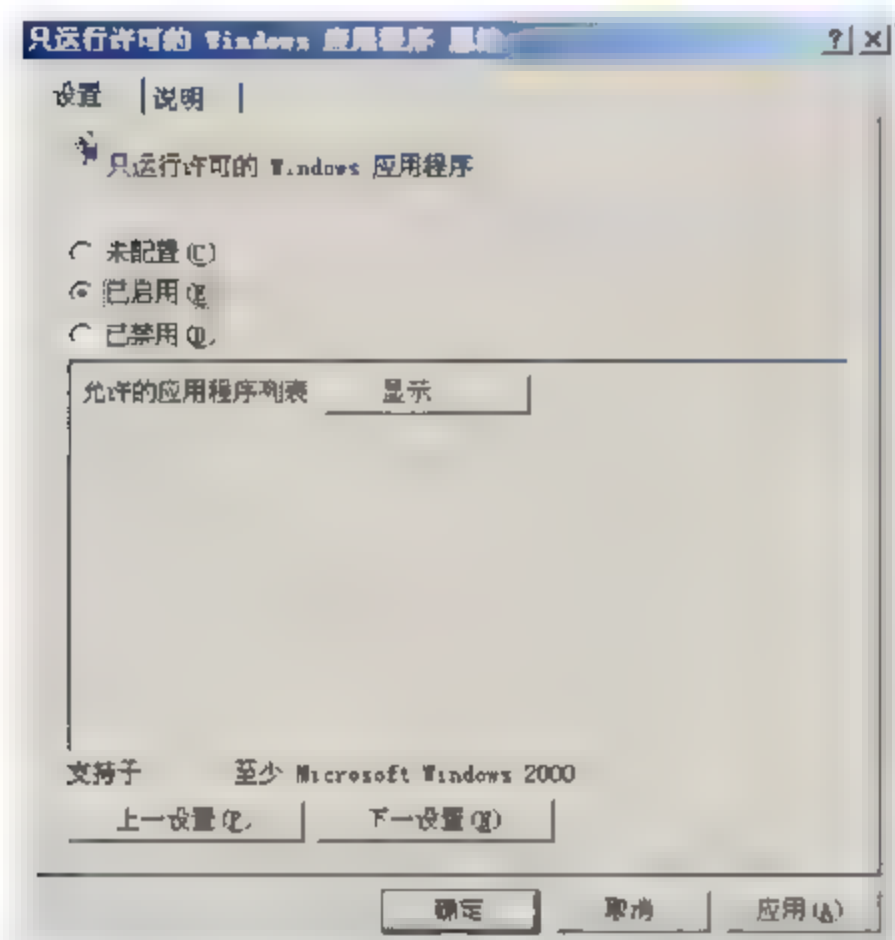 只运行许可的 Windows 应用程序 属性
设置 说明
只运行许可的 Windows 应用程序
未配置(C)
已启用(E
已禁用(D.
允许的应用程序列表 显示
支持于 至少 Microsoft Windows 2000
上一设置(P. 下一设置(N)
确定 取消 应用(A)